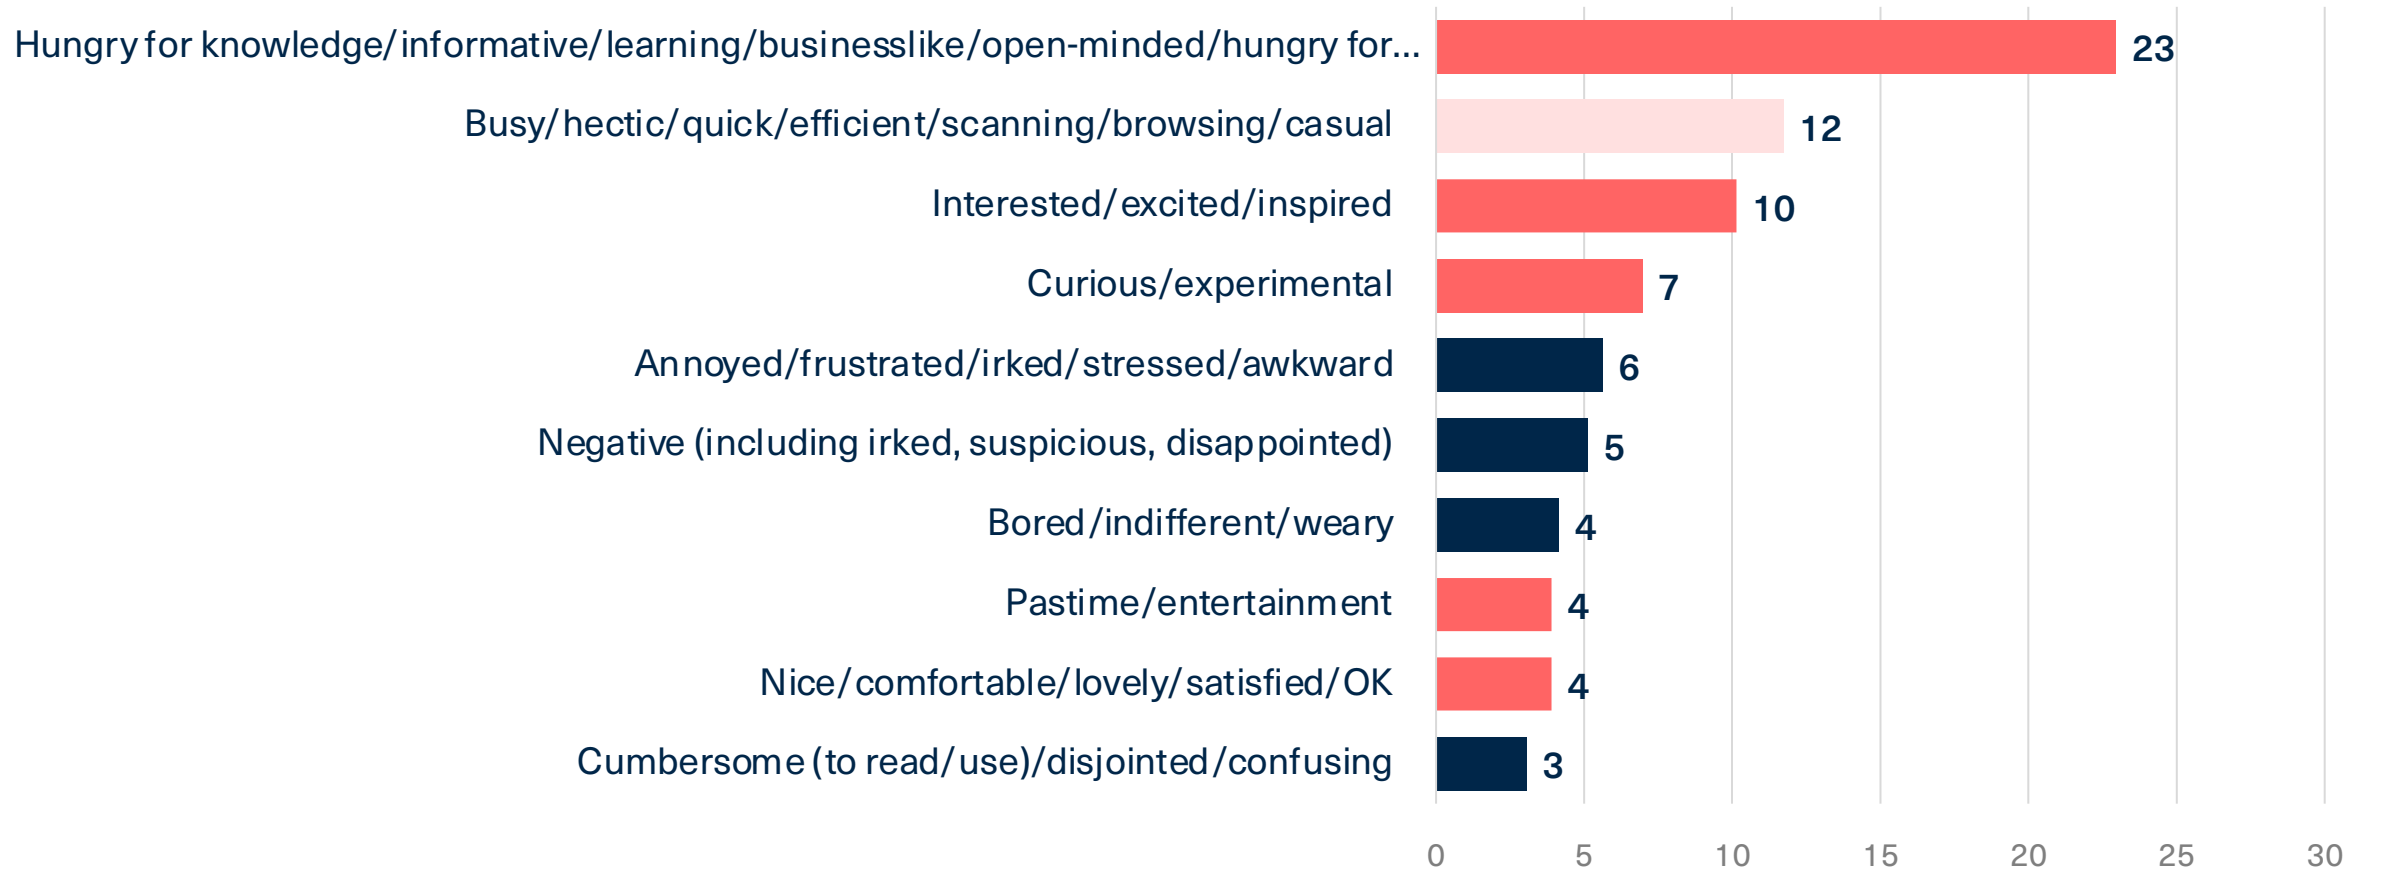 Hungry for knowledge/informative/learning/businesslike/open-minded/hungry for... 23
Busy/hectic/quick/efficient/scanning/browsing/casual 12
Interested/excited/inspired 10
Curious/experimental 7
Annoyed/frustrated/irked/stressed/awkward 6
Negative (including irked, suspicious, disappointed) 5
Bored/indifferent/weary 4
Pastime/entertainment 4
Nice/comfortable/lovely/satisfied/OK 4
Cumbersome (to read/use)/disjointed/confusing 3
0 5 10 15 20 25 30